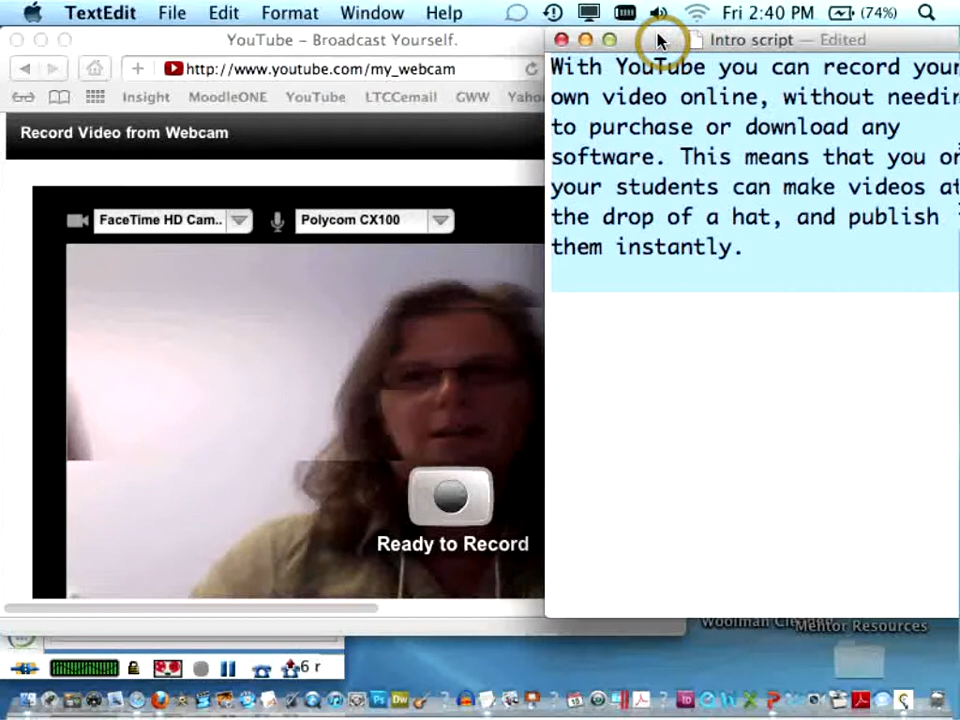 TextEdit File Edit Format Window Help Fri 2:40 PM (74%)
YouTube – Broadcast Yourself.
http://www.youtube.com/my_webcam
Insight MoodleONE YouTube LTCCemail GWW Yahoo
Record Video from Webcam
FaceTime HD Cam.. Polycom CX100
Ready to Record
Intro script — Edited
With YouTube you can record your
own video online, without needin
to purchase or download any
software. This means that you or
your students can make videos at
the drop of a hat, and publish
them instantly.
Mentor Resources
6 r